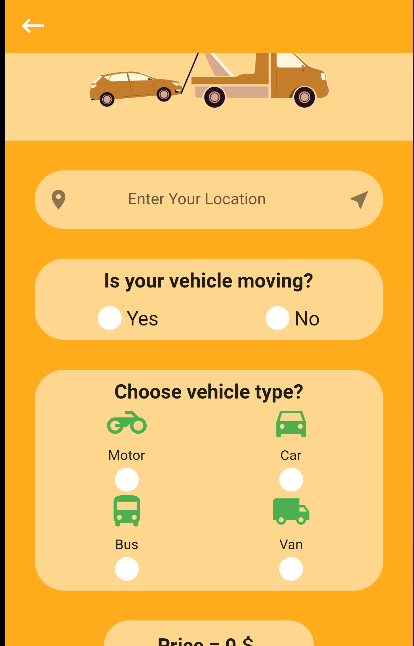 Enter Your Location
Is your vehicle moving?
Yes No
Choose vehicle type?
Motor Car
Bus Van
Price = 0 $